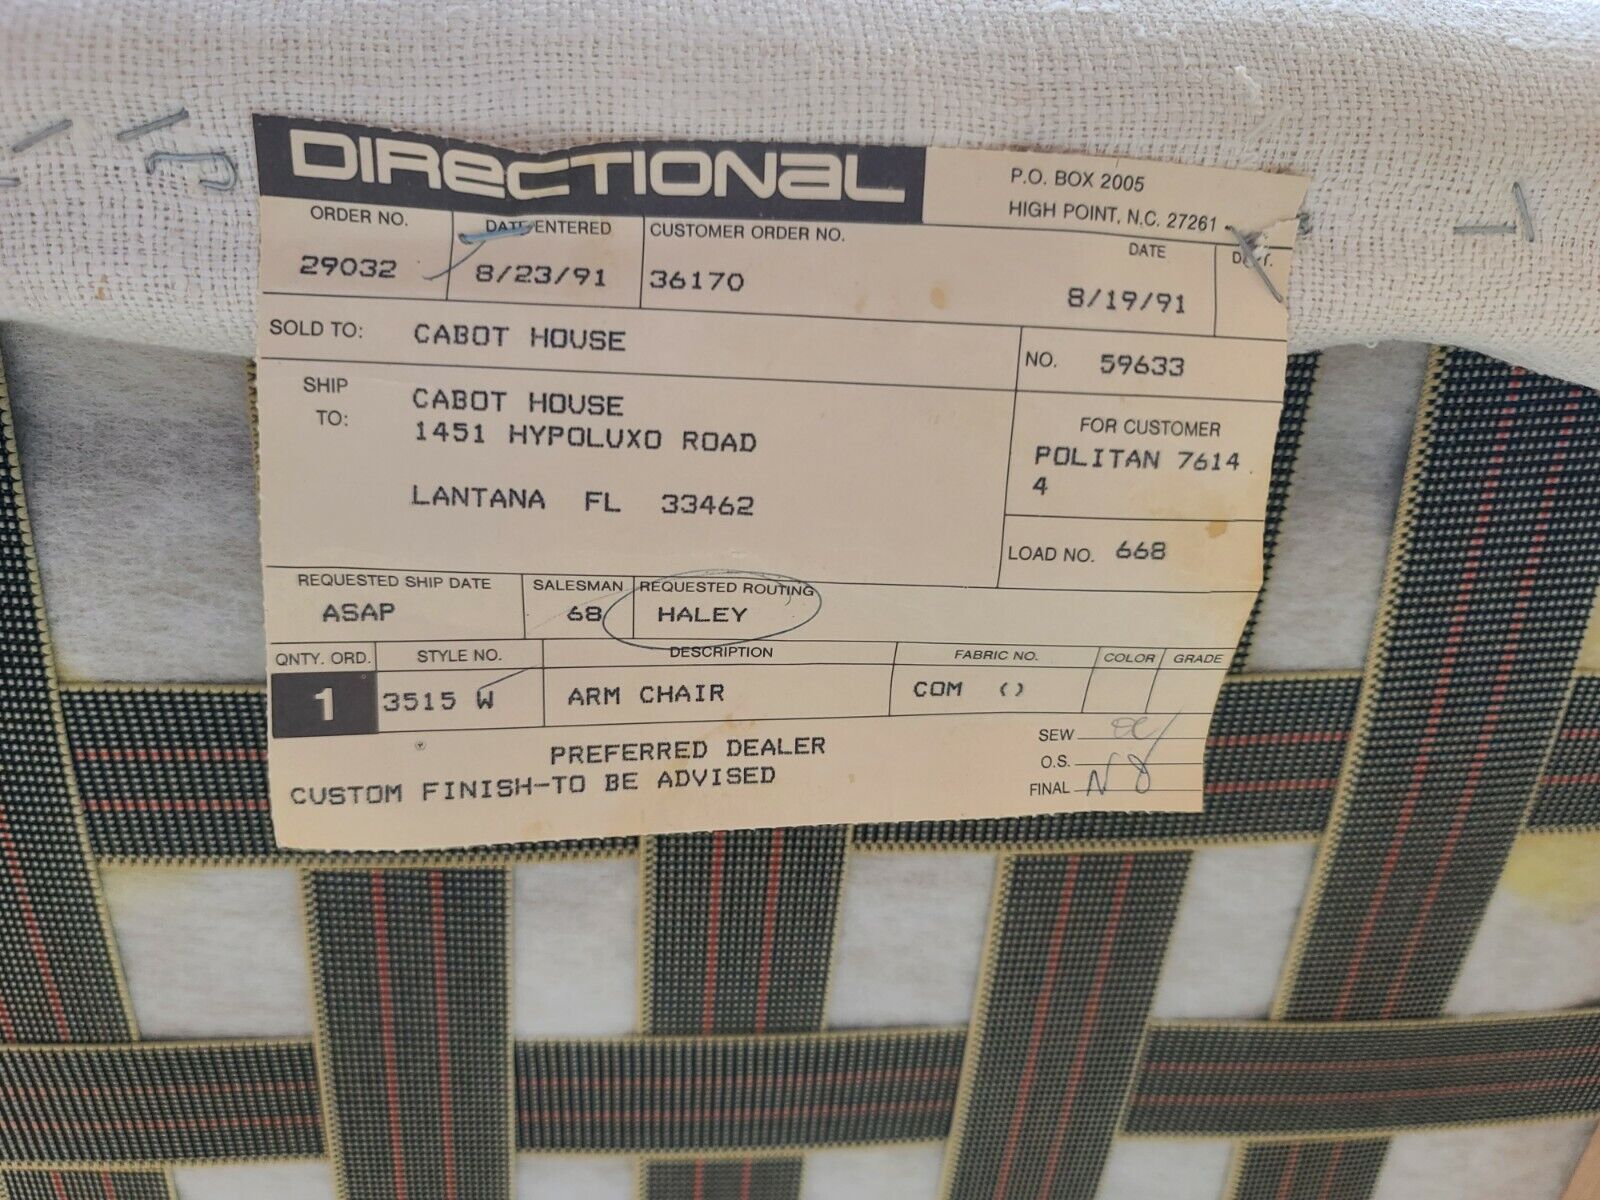 DIRECTIONAL
P.O. BOX 2005
HIGH POINT, N.C. 27261
ORDER NO.
29032
DATE ENTERED
8/23/91
CUSTOMER ORDER NO.
36170
DATE
8/19/91
SOLD TO: CABOT HOUSE
NO. 59633
SHIP TO:
CABOT HOUSE
1451 HYPOLUXO ROAD
LANTANA FL 33462
FOR CUSTOMER
POLITAN 7614
4
LOAD NO. 668
REQUESTED SHIP DATE
ASAP
SALESMAN
68
REQUESTED ROUTING
HALEY
QNTY. ORD.
1
STYLE NO.
3515 W
DESCRIPTION
ARM CHAIR
FABRIC NO.
COM ()
COLOR
GRADE
PREFERRED DEALER
CUSTOM FINISH-TO BE ADVISED
SEW
O.S.
FINAL